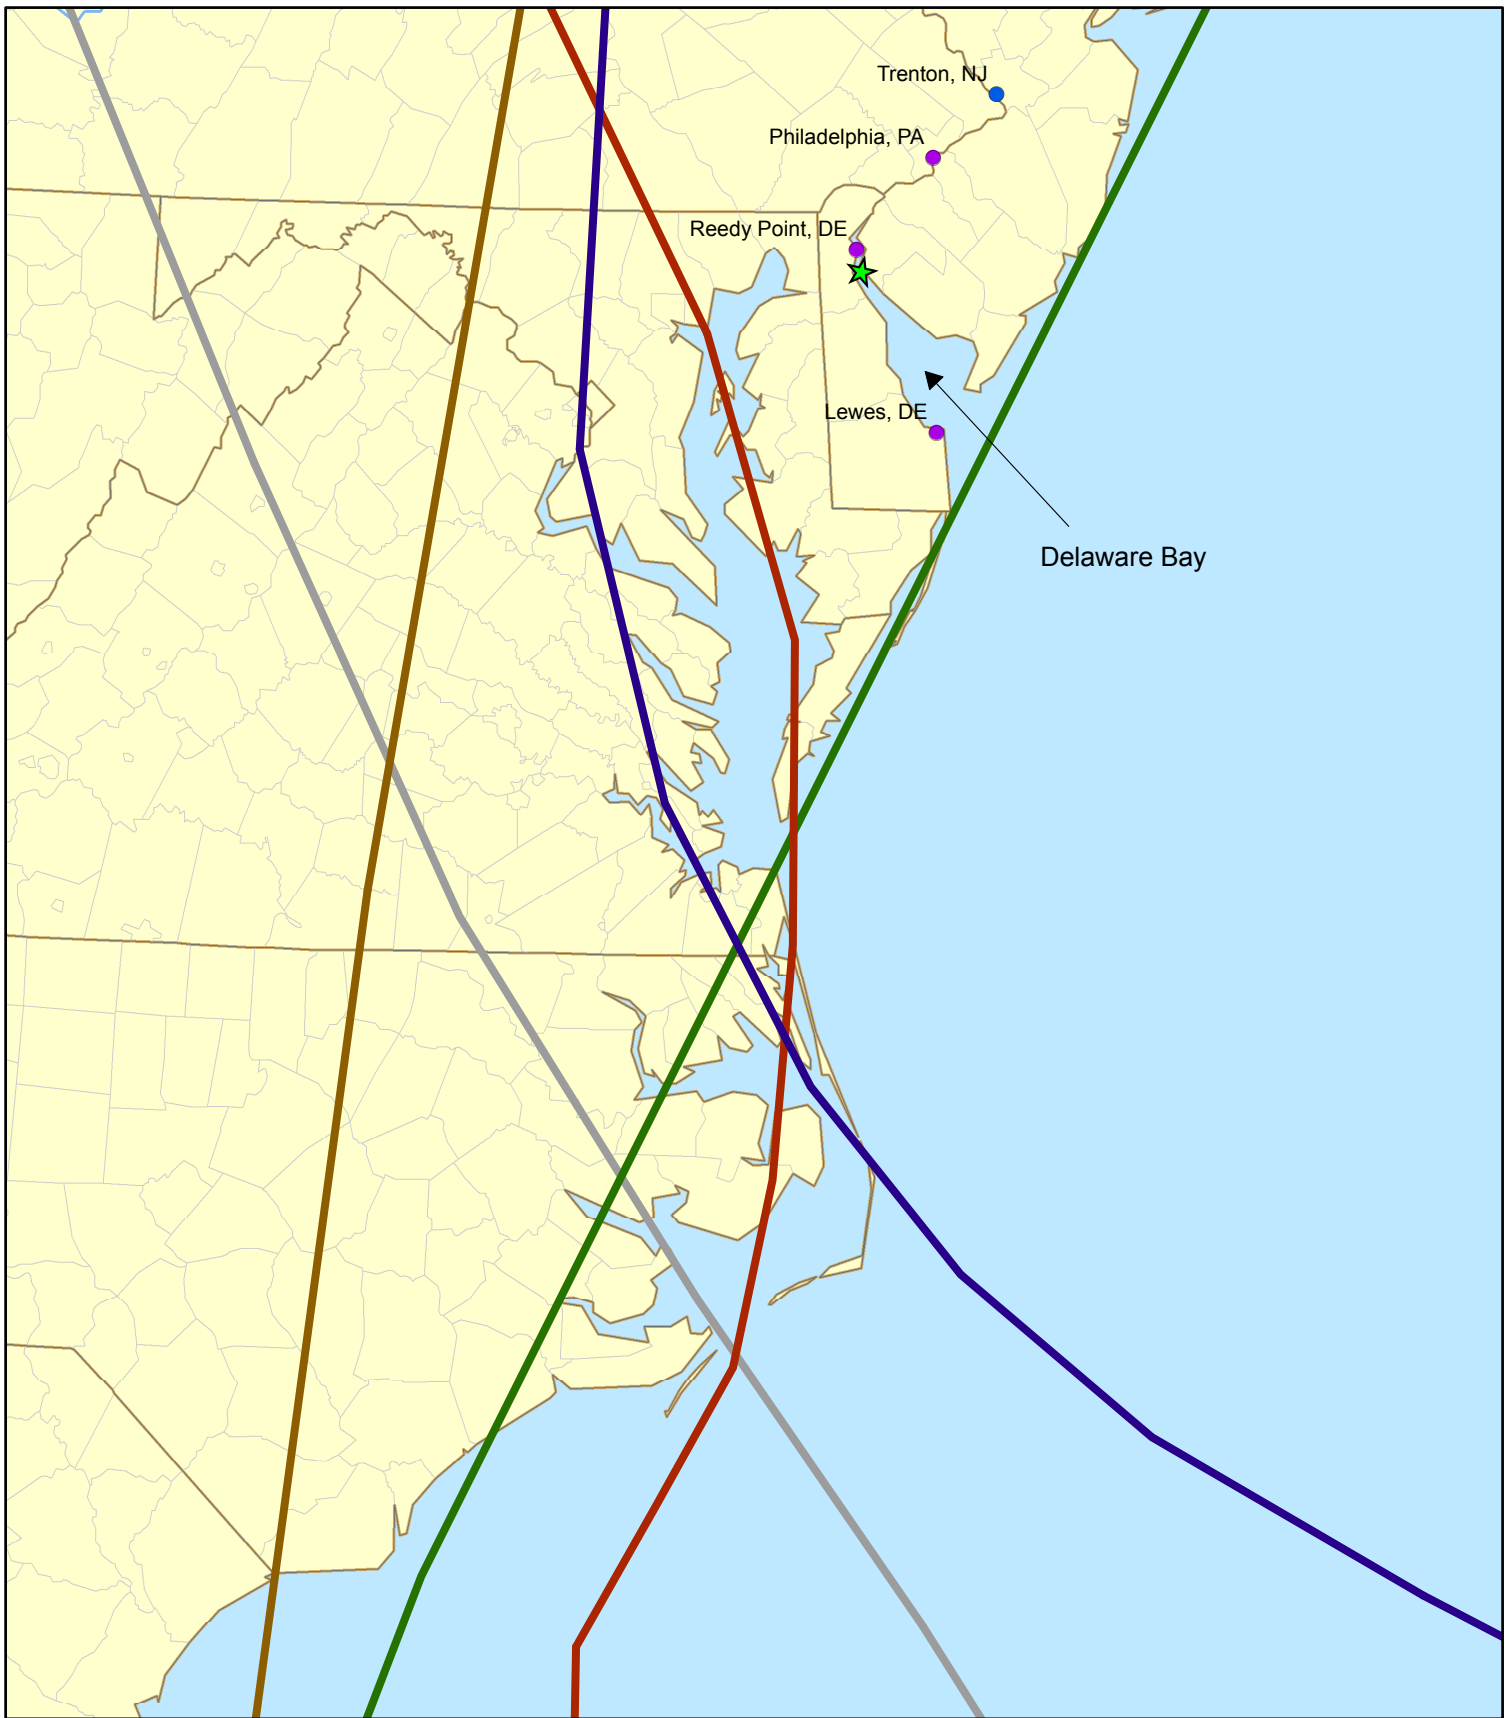 Trenton, NJ
Philadelphia, PA
Reedy Point, DE
Lewes, DE
Delaware Bay